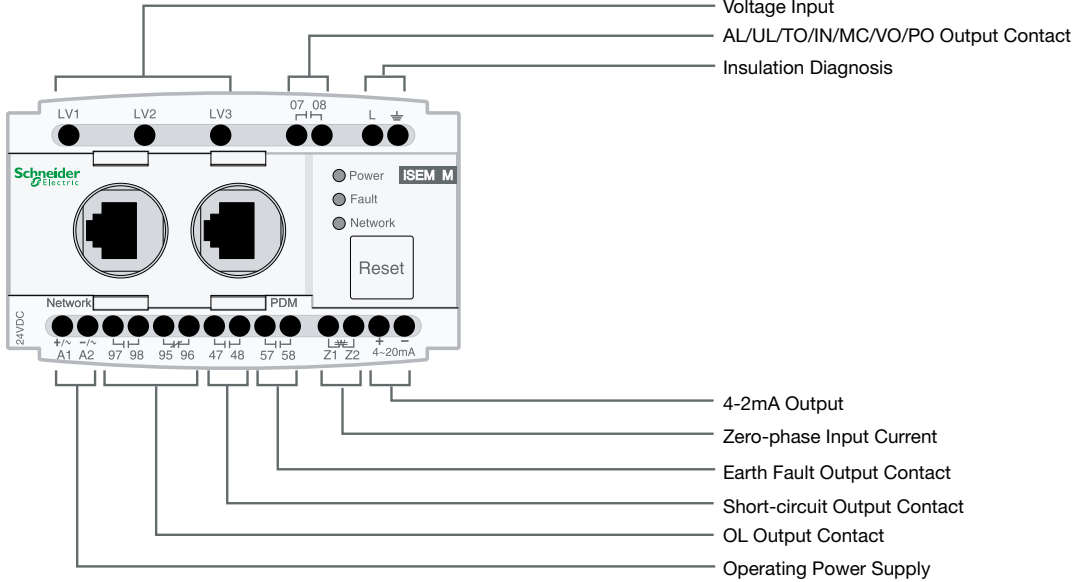 Voltage Input
AL/UL/TO/IN/MC/VO/PO Output Contact
Insulation Diagnosis
LV1 LV2 LV3 07 08 L
Schneider
Electric
Power iSEM M
Fault
Network
Reset
Network PDM
24VDC
+/~ −/~ + −
A1 A2 97 98 95 96 47 48 57 58 Z1 Z2 4~20mA
4-2mA Output
Zero-phase Input Current
Earth Fault Output Contact
Short-circuit Output Contact
OL Output Contact
Operating Power Supply